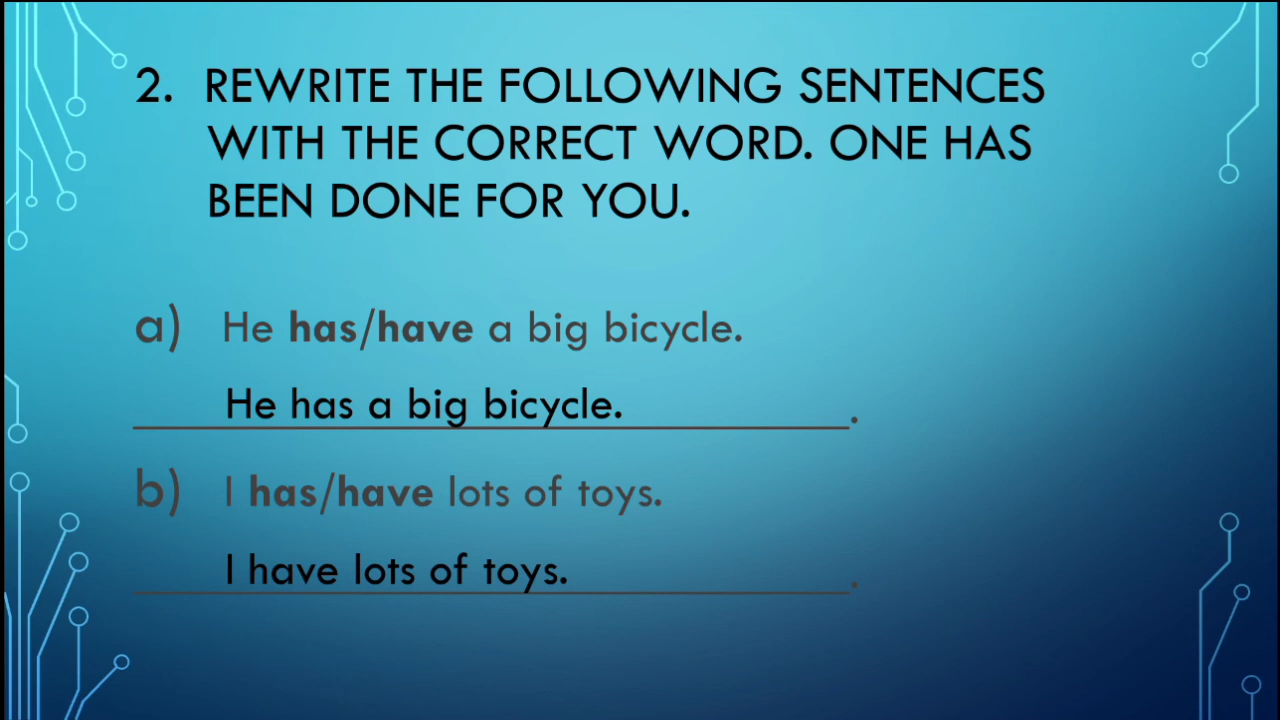 2. REWRITE THE FOLLOWING SENTENCES
WITH THE CORRECT WORD. ONE HAS
BEEN DONE FOR YOU.
a) He has/have a big bicycle.
He has a big bicycle. .
b) I has/have lots of toys.
I have lots of toys. .